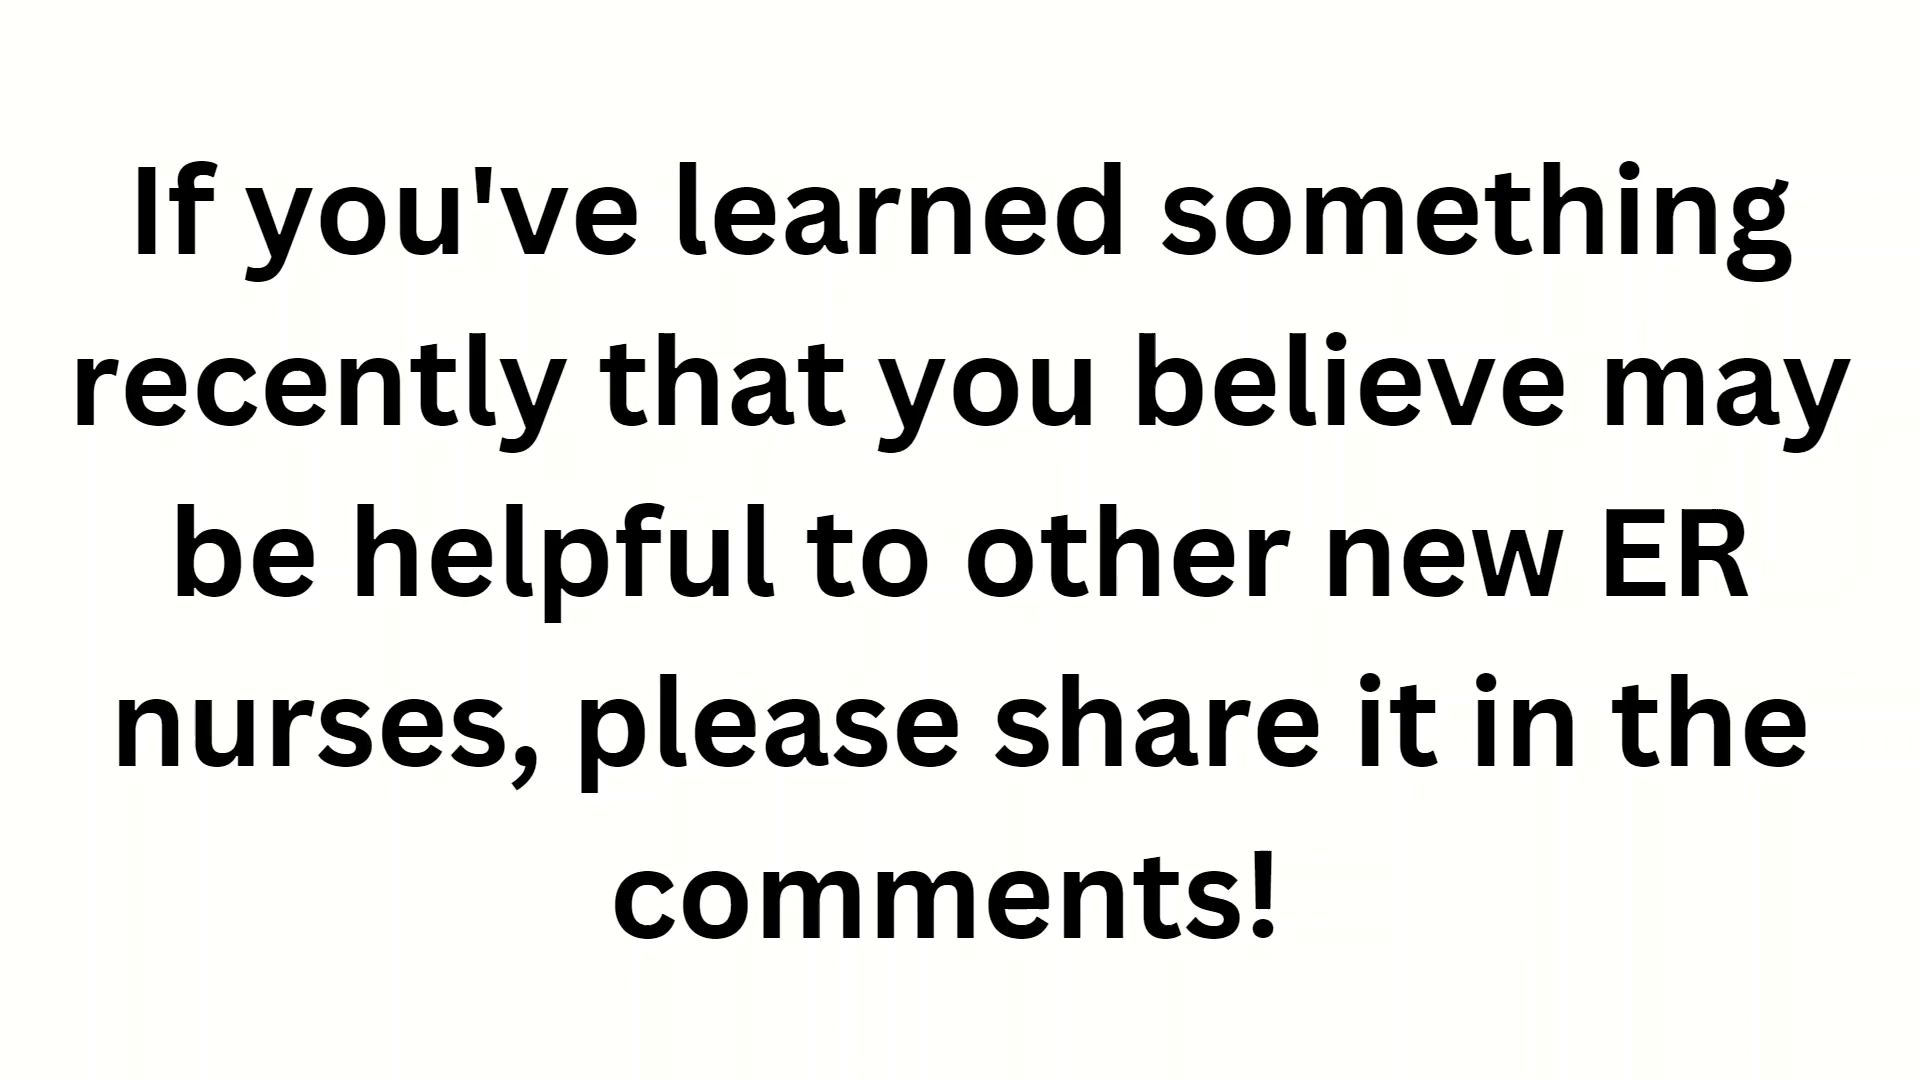 If you've learned something
recently that you believe may
be helpful to other new ER
nurses, please share it in the
comments!